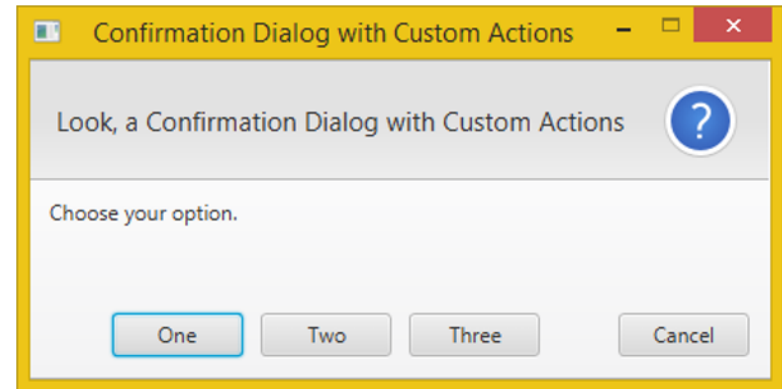 Confirmation Dialog with Custom Actions
Look, a Confirmation Dialog with Custom Actions
?
Choose your option.
One Two Three Cancel